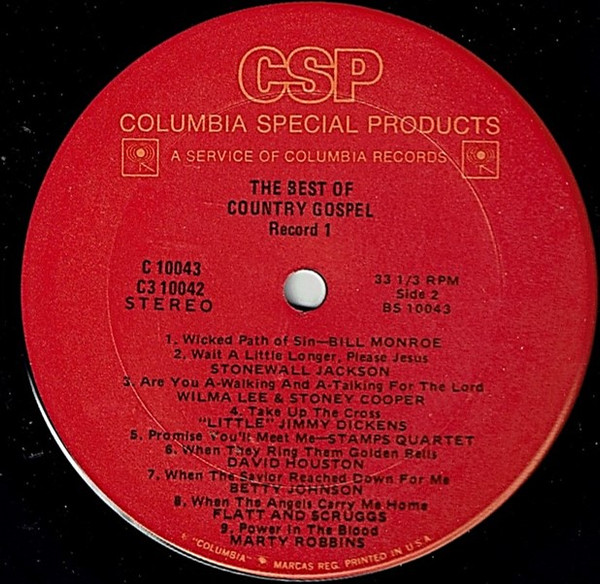 CSP
COLUMBIA SPECIAL PRODUCTS
A SERVICE OF COLUMBIA RECORDS
THE BEST OF
COUNTRY GOSPEL
Record 1
C 10043
C3 10042
STEREO
33 1/3 RPM
Side 2
BS 10043
1. Wicked Path of Sin—BILL MONROE
2. Wait A Little Longer, Please Jesus
STONEWALL JACKSON
3. Are You A-Walking And A-Talking For The Lord
WILMA LEE & STONEY COOPER
4. Take Up The Cross
"LITTLE" JIMMY DICKENS
5. Promise You'll Meet Me—STAMPS QUARTET
6. When They Ring Them Golden Bells
DAVID HOUSTON
7. When The Savior Reached Down For Me
BETTY JOHNSON
8. When The Angels Carry Me Home
FLATT AND SCRUGGS
9. Power In The Blood
MARTY ROBBINS
"COLUMBIA" MARCAS REG. PRINTED IN U.S.A.